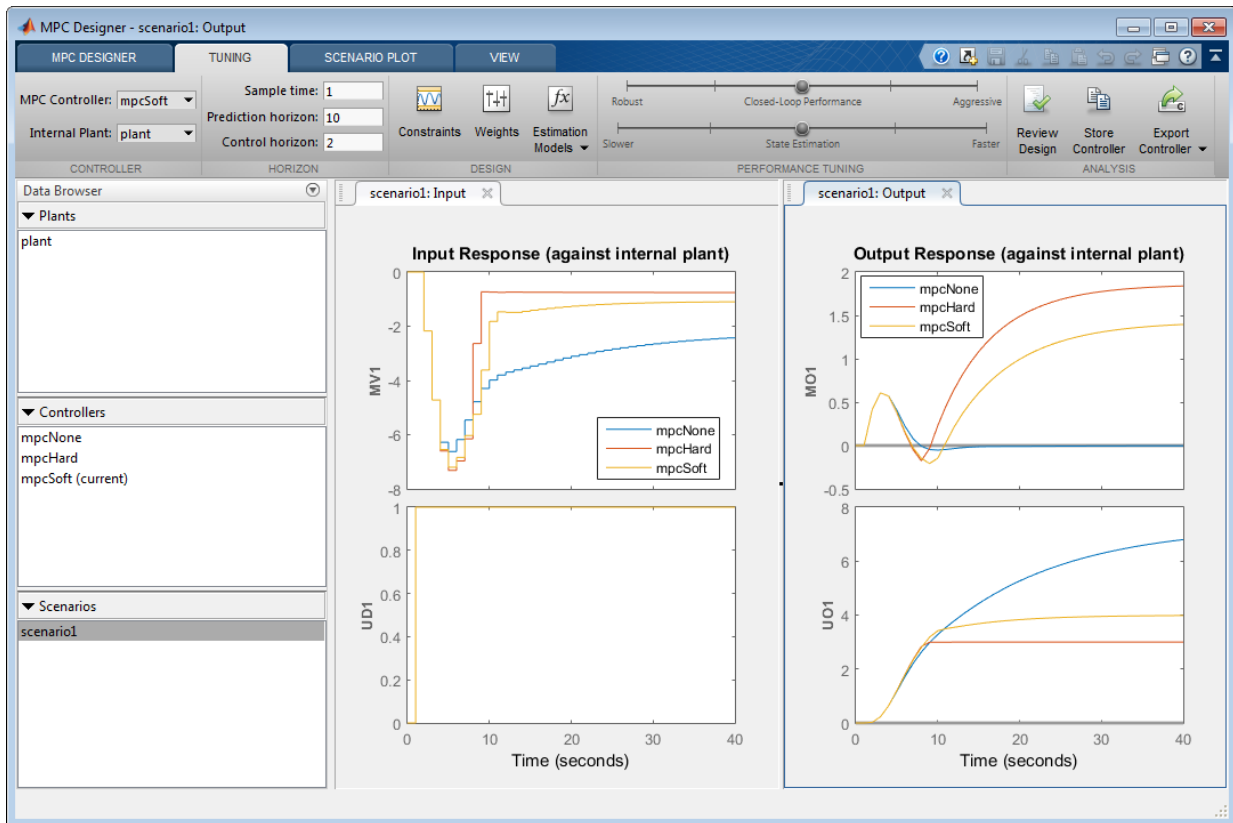 MPC Designer - scenario1: Output
MPC DESIGNER TUNING SCENARIO PLOT VIEW
MPC Controller: mpcSoft
Internal Plant: plant
CONTROLLER
Sample time: 1
Prediction horizon: 10
Control horizon: 2
HORIZON
Constraints
Weights
fx
Estimation
Models
DESIGN
Robust Closed-Loop Performance Aggressive
Slower State Estimation Faster
PERFORMANCE TUNING
Review
Design
Store
Controller
Export
Controller
ANALYSIS
Data Browser
Plants
plant
Controllers
mpcNone
mpcHard
mpcSoft (current)
Scenarios
scenario1
scenario1: Input
Input Response (against internal plant)
MV1
0
-2
-4
-6
-8
mpcNone
mpcHard
mpcSoft
UD1
1
0.8
0.6
0.4
0.2
0
0 10 20 30 40
Time (seconds)
scenario1: Output
Output Response (against internal plant)
MO1
2
1.5
1
0.5
0
-0.5
mpcNone
mpcHard
mpcSoft
UO1
8
6
4
2
0
0 10 20 30 40
Time (seconds)